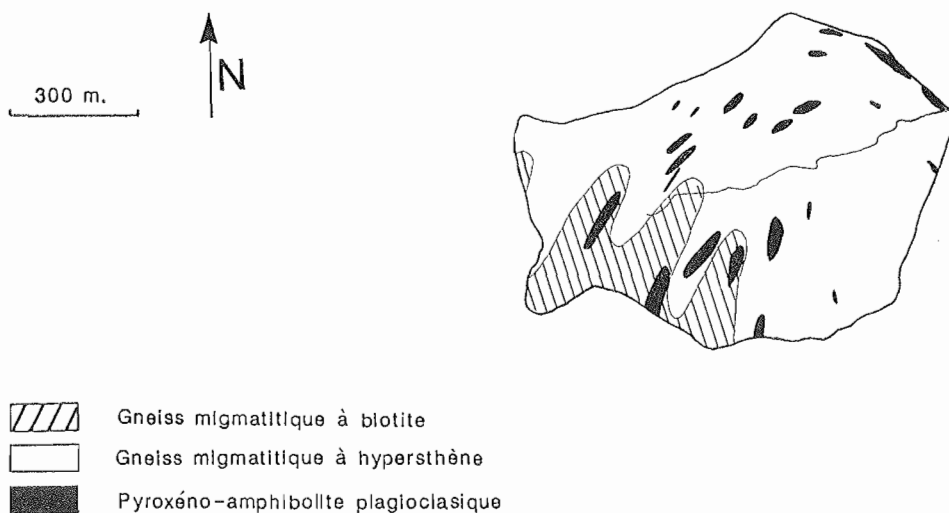 N
300 m.
Gneiss migmatitique à biotite
Gneiss migmatitique à hypersthène
Pyroxéno-amphibolite plagioclasique